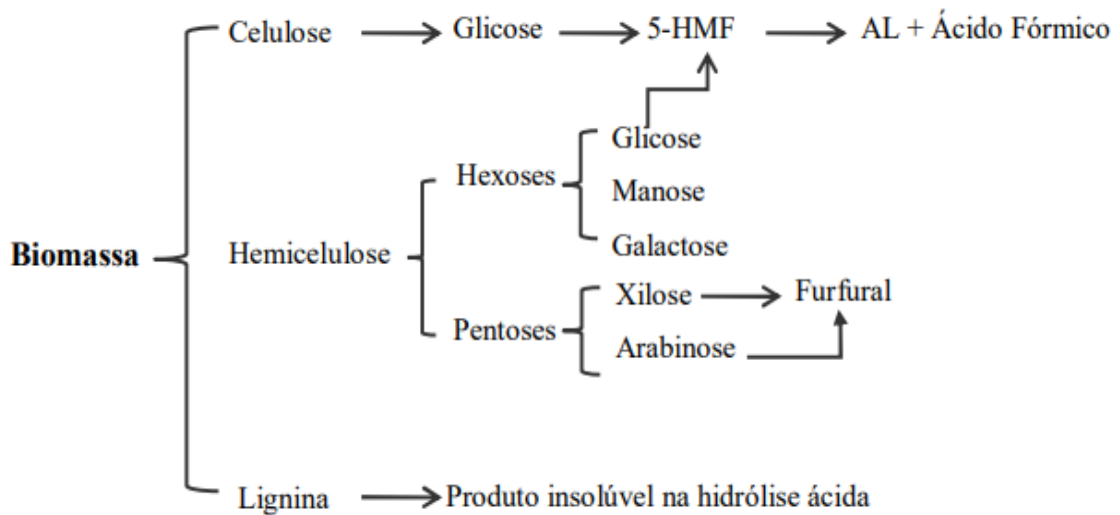 Celulose Glicose 5-HMF AL + Ácido Fórmico
Glicose
Hexoses
Manose
Biomassa
Hemicelulose
Galactose
Xilose Furfural
Pentoses
Arabinose
Lignina Produto insolúvel na hidrólise ácida